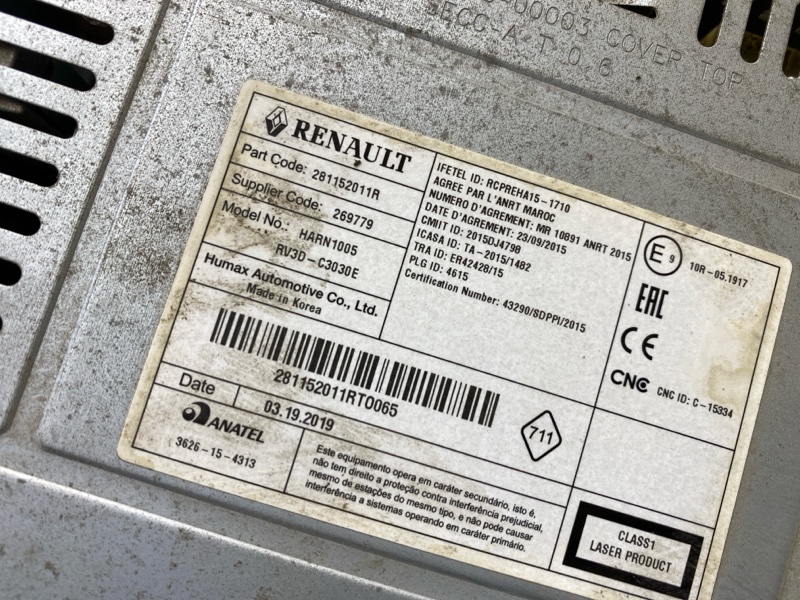 -00003 COVER TOP
ECC-A T 0.6
RENAULT
Part Code: 281152011R
Supplier Code: 269779
Model No.: HARN1005
RV3D-C3030E
Humax Automotive Co., Ltd.
Made in Korea
IFETEL ID: RCPREHA15-1710
AGREE PAR L'ANRT MAROC
NUMERO D'AGREMENT: MR 10891 ANRT 2015
DATE D'AGREMENT: 23/09/2015
CMIIT ID: 2015DJ4798
ICASA ID: TA-2015/1482
TRA ID: ER42428/15
PLG ID: 4615
Certification Number: 43290/SDPPI/2015
E 9 10R-05.1917
EAC
CE
CNC CNC ID: C-15334
281152011RT0065
711
Date 03.19.2019
ANATEL
3626-15-4313
Este equipamento opera em caráter secundário, isto é,
não tem direito a proteção contra interferência prejudicial,
mesmo de estações do mesmo tipo, e não pode causar
interferência a sistemas operando em caráter primário.
CLASS1
LASER PRODUCT